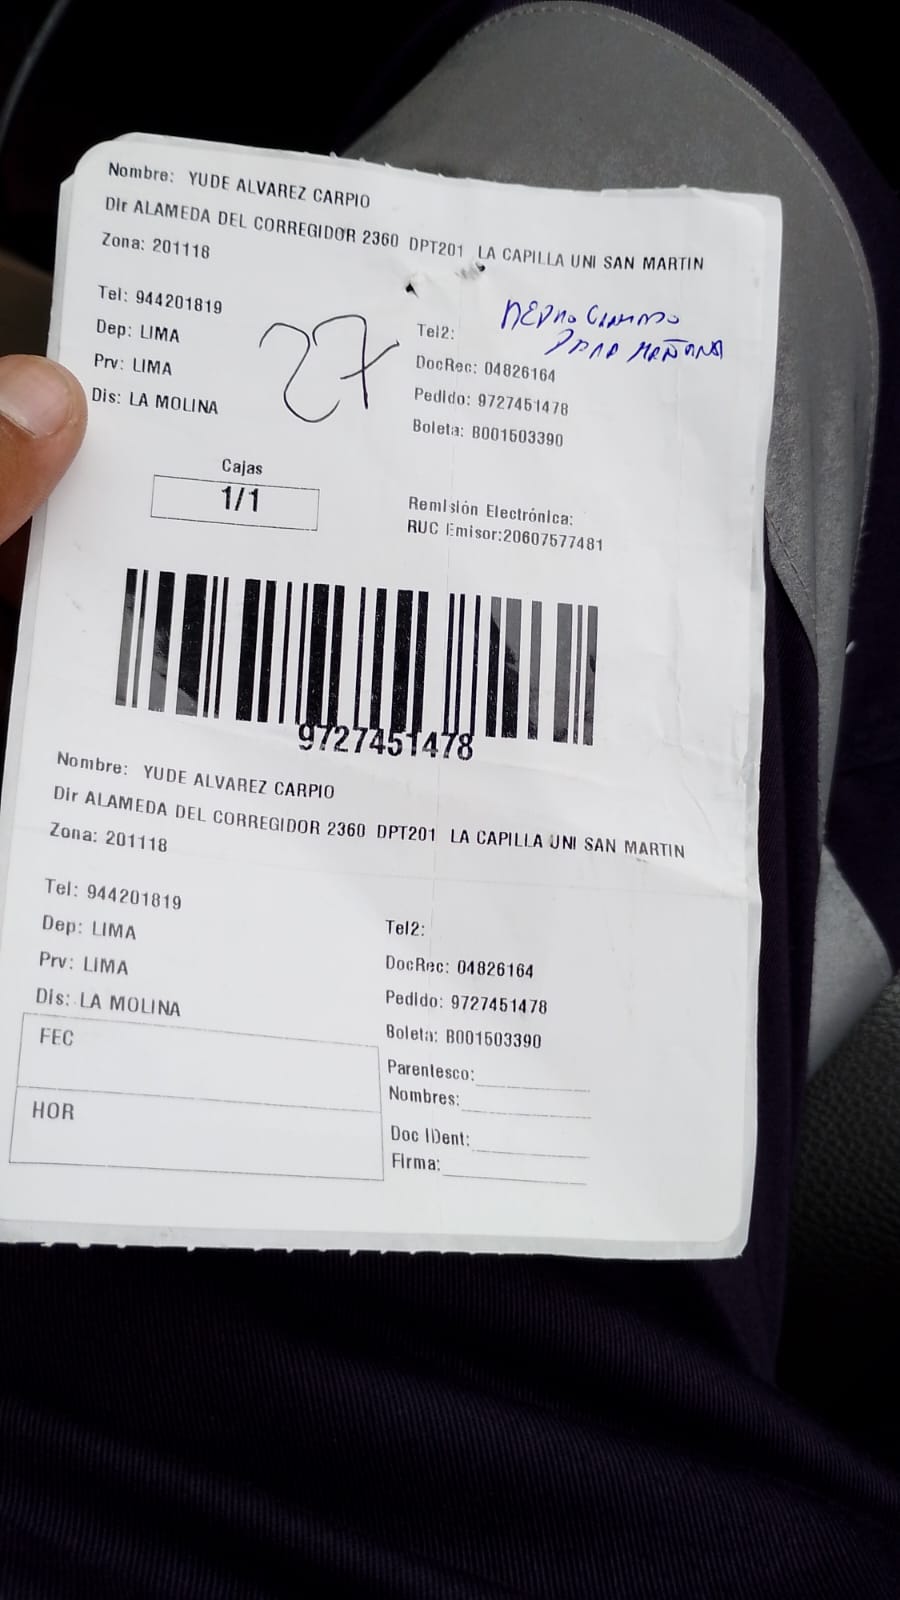 Nombre: YUDE ALVAREZ CARPIO
Dir ALAMEDA DEL CORREGIDOR 2360 DPT201 LA CAPILLA UNI SAN MARTIN
Zona: 201118
Tel: 944201819
Dep: LIMA
Prv: LIMA
Dis: LA MOLINA
27
PARA MAÑANA
Tel2:
DocRec: 04826164
Pedido: 9727451478
Boleta: B001503390
Cajas
1/1
Remisión Electrónica:
RUC Emisor:20607577481
9727451478
Nombre: YUDE ALVAREZ CARPIO
Dir ALAMEDA DEL CORREGIDOR 2360 DPT201 LA CAPILLA UNI SAN MARTIN
Zona: 201118
Tel: 944201819
Dep: LIMA
Prv: LIMA
Dis: LA MOLINA
Tel2:
DocRec: 04826164
Pedido: 9727451478
Boleta: B001503390
FEC
HOR
Parentesco:
Nombres:
Doc IDent:
Firma: